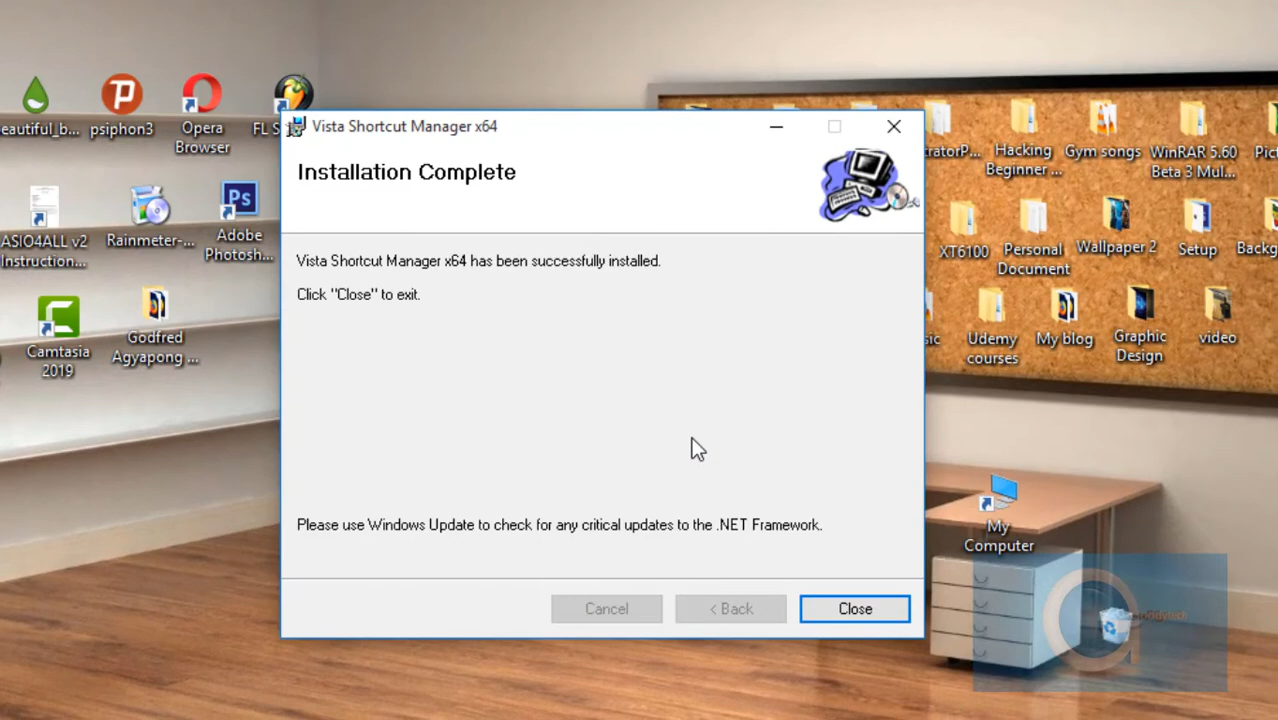 eautiful_b...
psiphon3
Opera
Browser
FL S
ASIO4ALL v2
Instruction...
Rainmeter-...
Adobe
Photosh...
Camtasia
2019
Godfred
Agyapong ...
Vista Shortcut Manager x64
Installation Complete
Vista Shortcut Manager x64 has been successfully installed.
Click "Close" to exit.
Please use Windows Update to check for any critical updates to the .NET Framework.
Cancel
< Back
Close
tratorP...
Hacking
Beginner ...
Gym songs
WinRAR 5.60
Beta 3 Mul...
Pict
XT6100
Personal
Document
Wallpaper 2
Setup
Backg
sic
Udemy
courses
My blog
Graphic
Design
video
My
Computer